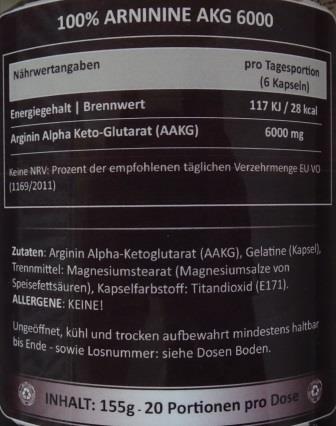 100% ARNININE AKG 6000
Nährwertangaben
pro Tagesportion
(6 Kapseln)
Energiegehalt | Brennwert
117 KJ / 28 kcal
Arginin Alpha Keto-Glutarat (AAKG)
6000 mg
Keine NRV: Prozent der empfohlenen täglichen Verzehrmenge EU VO
(1169/2011)
Zutaten: Arginin Alpha-Ketoglutarat (AAKG), Gelatine (Kapsel),
Trennmittel: Magnesiumstearat (Magnesiumsalze von
Speisefettsäuren), Kapselfarbstoff: Titandioxid (E171).
ALLERGENE: KEINE!
Ungeöffnet, kühl und trocken aufbewahrt mindestens haltbar
bis Ende - sowie Losnummer: siehe Dosen Boden.
INHALT: 155g - 20 Portionen pro Dose